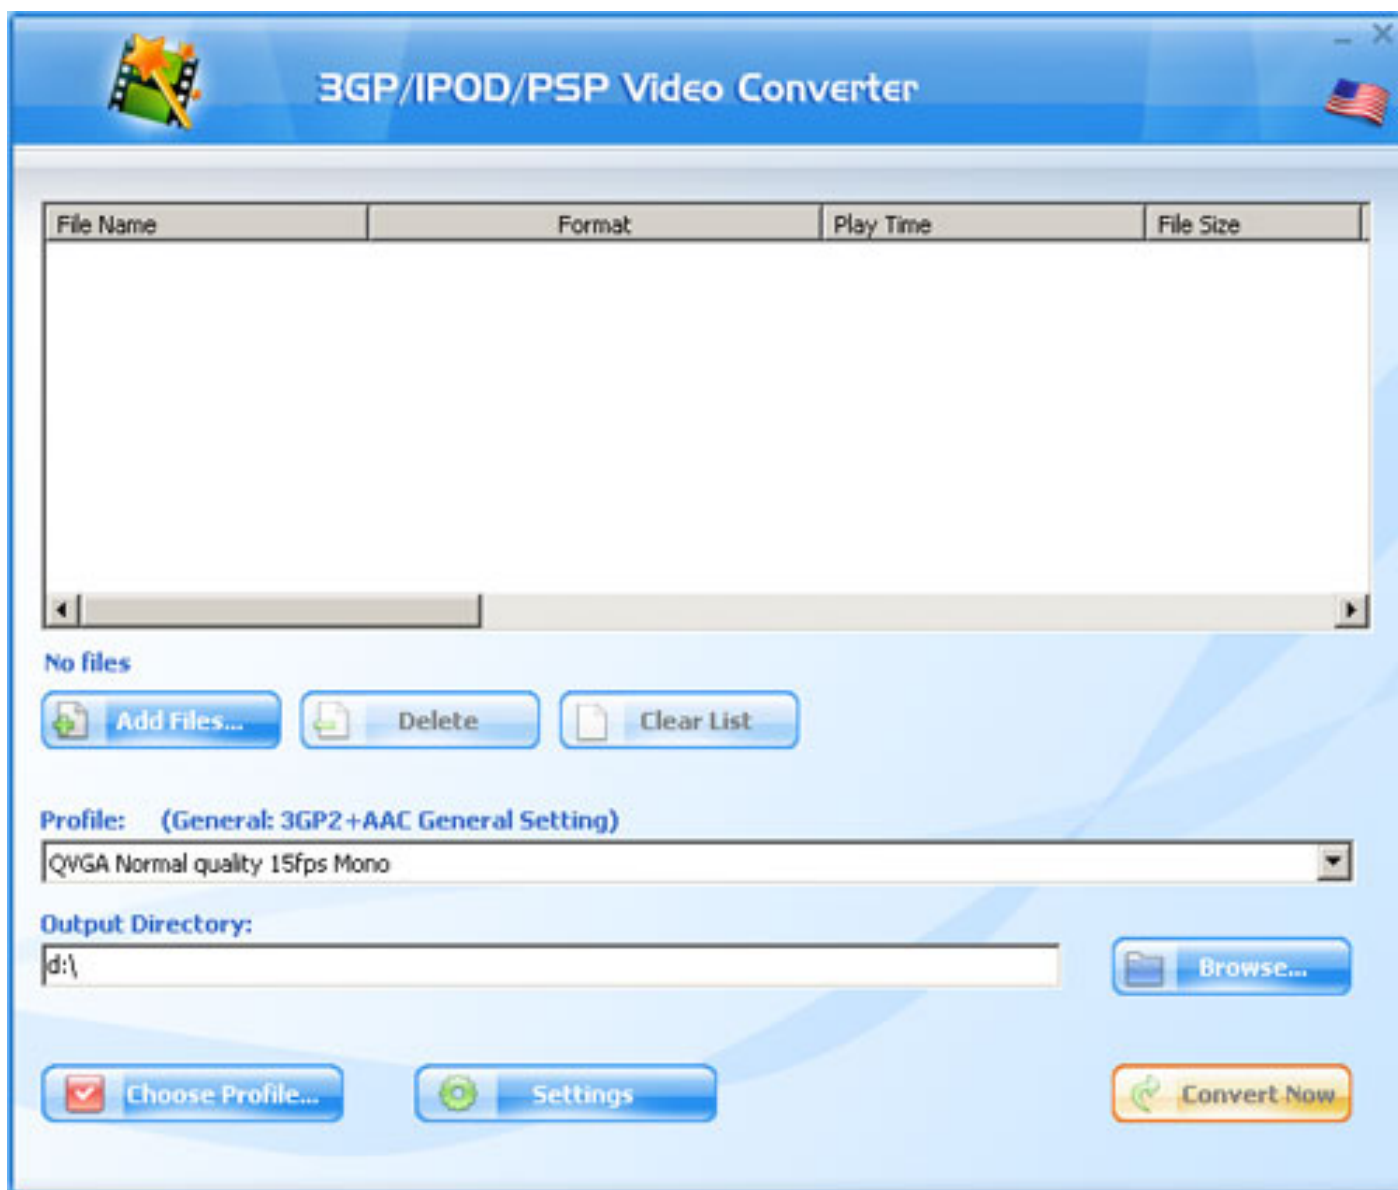 3GP/IPOD/PSP Video Converter
File Name Format Play Time File Size
No files
Add Files... Delete Clear List
Profile: (General: 3GP2+AAC General Setting)
QVGA Normal quality 15fps Mono
Output Directory:
d:\
Browse...
Choose Profile... Settings Convert Now